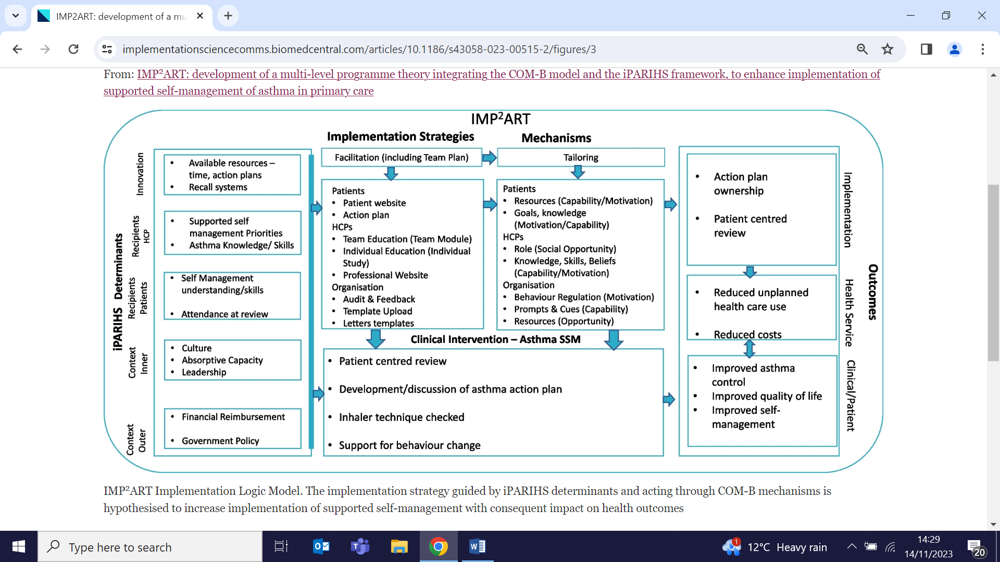 IMP2ART: development of a mu
implementationsciencecomms.biomedcentral.com/articles/10.1186/s43058-023-00515-2/figures/3
From: IMP²ART: development of a multi-level programme theory integrating the COM-B model and the iPARIHS framework, to enhance implementation of
supported self-management of asthma in primary care
IMP²ART
Implementation Strategies
Mechanisms
iPARIHS Determinants
Innovation
• Available resources –
time, action plans
• Recall systems
Recipients
HCP
• Supported self
management Priorities
• Asthma Knowledge/ Skills
Recipients
Patients
• Self Management
understanding/skills
• Attendance at review
Context
Inner
• Culture
• Absorptive Capacity
• Leadership
Context
Outer
• Financial Reimbursement
• Government Policy
Facilitation (including Team Plan)
Patients
• Patient website
• Action plan
HCPs
• Team Education (Team Module)
• Individual Education (Individual
Study)
• Professional Website
Organisation
• Audit & Feedback
• Template Upload
• Letters templates
Tailoring
Patients
• Resources (Capability/Motivation)
• Goals, knowledge
(Motivation/Capability)
HCPs
• Role (Social Opportunity)
• Knowledge, Skills, Beliefs
(Capability/Motivation)
Organisation
• Behaviour Regulation (Motivation)
• Prompts & Cues (Capability)
• Resources (Opportunity)
Clinical Intervention – Asthma SSM
• Patient centred review
• Development/discussion of asthma action plan
• Inhaler technique checked
• Support for behaviour change
• Action plan
ownership
• Patient centred
review
Implementation
• Reduced unplanned
health care use
• Reduced costs
Health Service
• Improved asthma
control
• Improved quality of life
• Improved self-
management
Clinical/Patient
Outcomes
IMP²ART Implementation Logic Model. The implementation strategy guided by iPARIHS determinants and acting through COM-B mechanisms is
hypothesised to increase implementation of supported self-management with consequent impact on health outcomes
Type here to search
1
12°C Heavy rain
14:29
14/11/2023
20